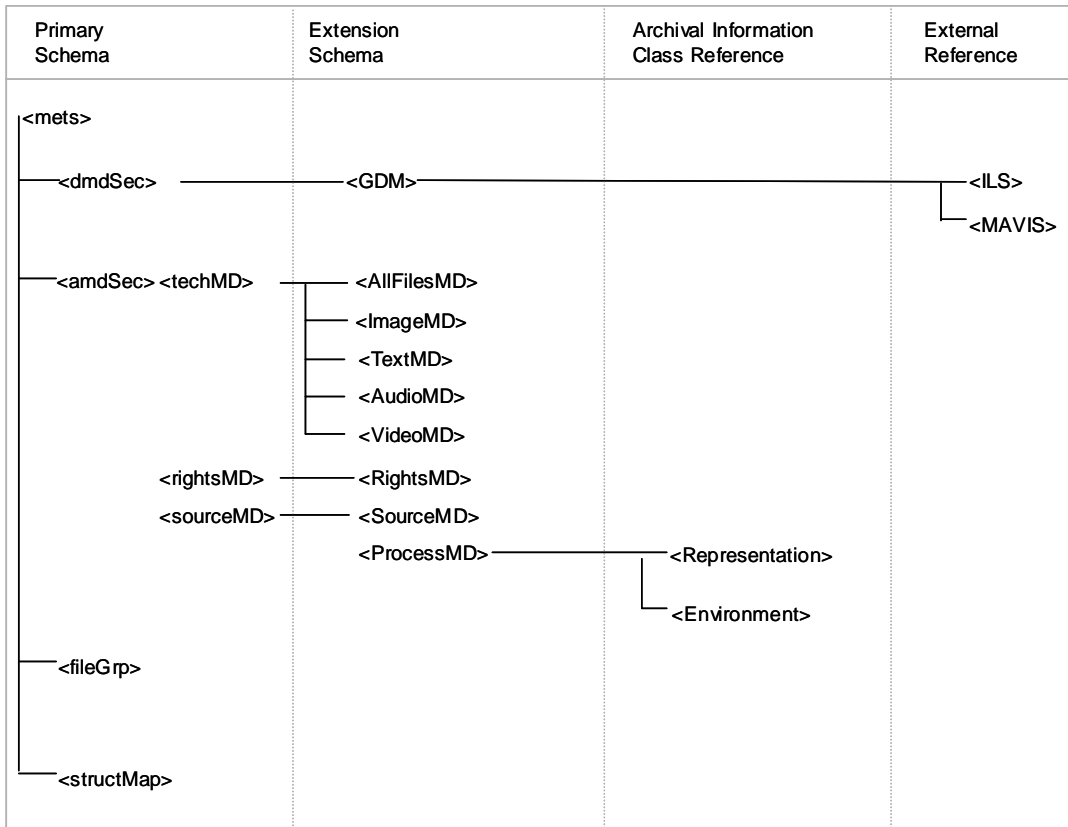 Primary
Schema
Extension
Schema
Archival Information
Class Reference
External
Reference
<mets>
<dmdSec> <GDM> <ILS>
<MAVIS>
<amdSec> <techMD> <AllFilesMD>
<ImageMD>
<TextMD>
<AudioMD>
<VideoMD>
<rightsMD> <RightsMD>
<sourceMD> <SourceMD>
<ProcessMD> <Representation>
<Environment>
<fileGrp>
<structMap>